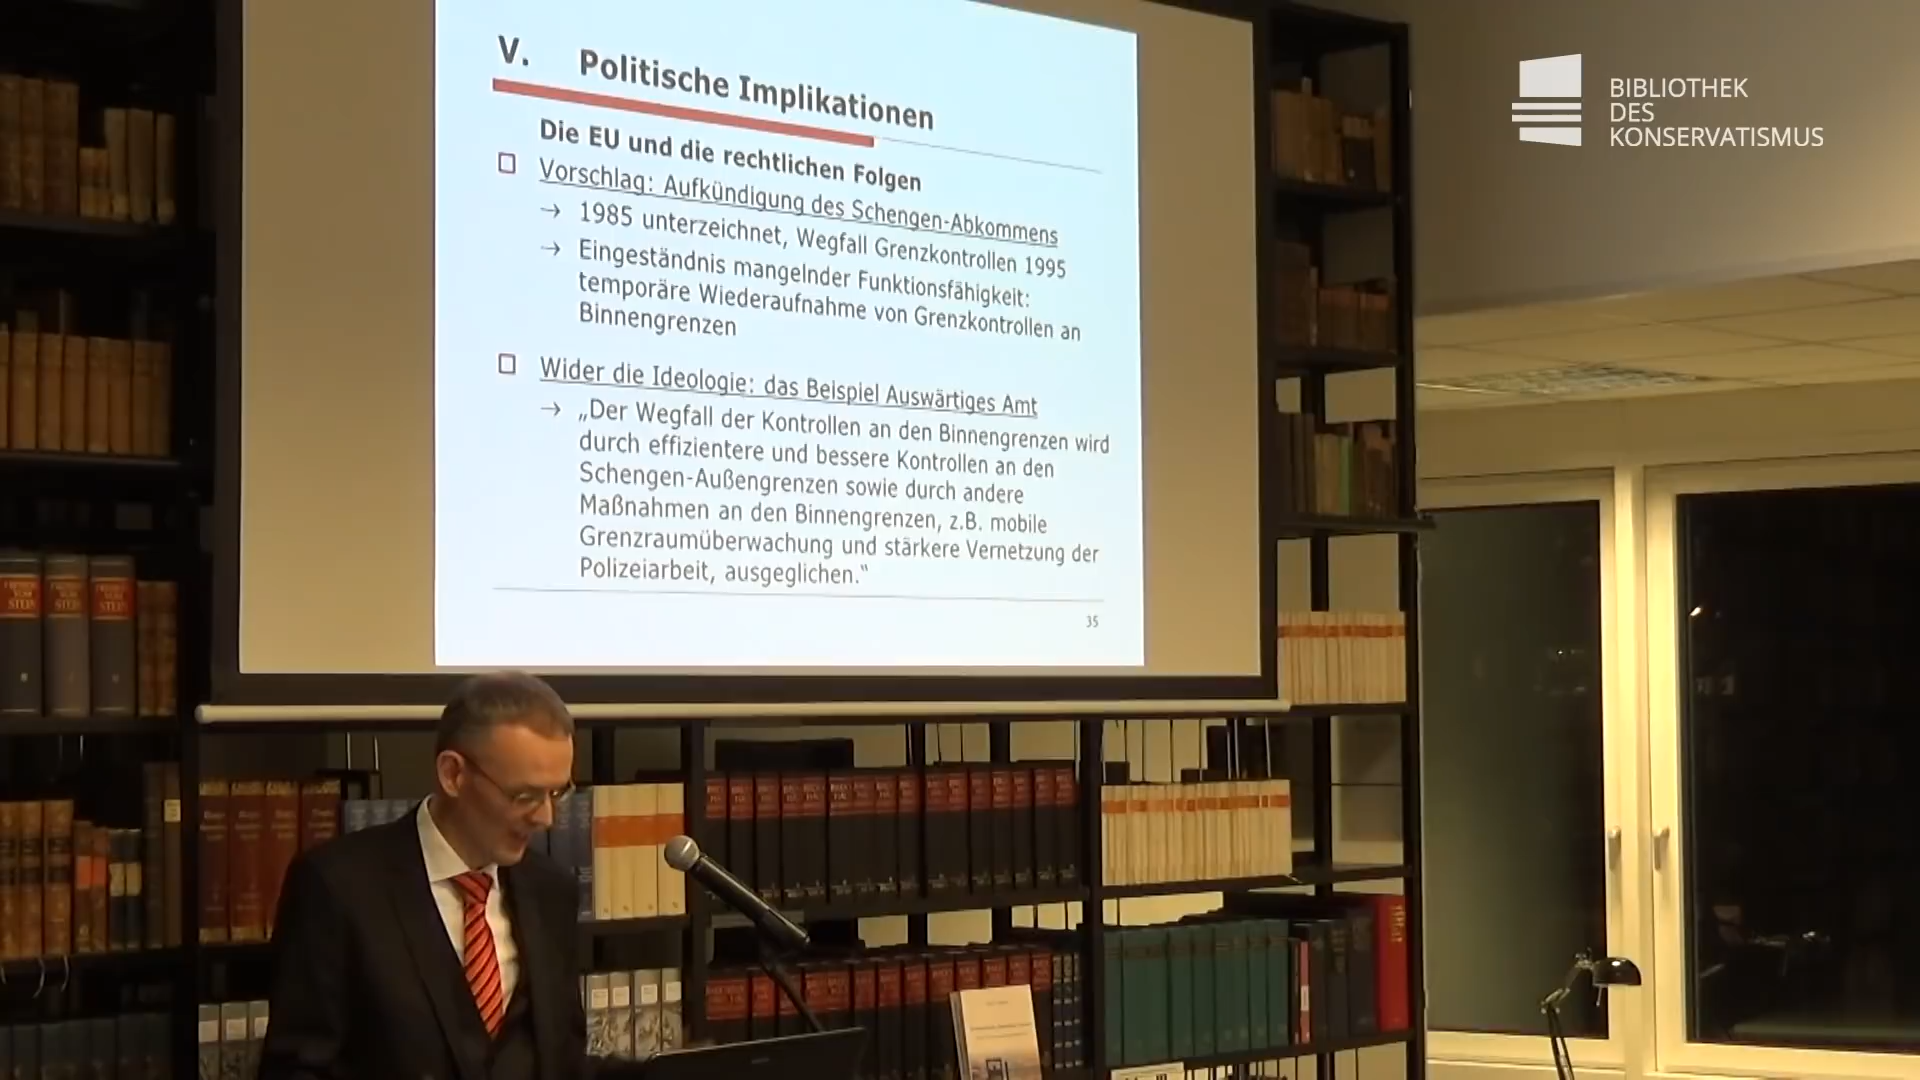 V. Politische Implikationen
Die EU und die rechtlichen Folgen
Vorschlag: Aufkündigung des Schengen-Abkommens
→ 1985 unterzeichnet, Wegfall Grenzkontrollen 1995
→ Eingeständnis mangelnder Funktionsfähigkeit:
temporäre Wiederaufnahme von Grenzkontrollen an
Binnengrenzen
Wider die Ideologie: das Beispiel Auswärtiges Amt
→ „Der Wegfall der Kontrollen an den Binnengrenzen wird
durch effizientere und bessere Kontrollen an den
Schengen-Außengrenzen sowie durch andere
Maßnahmen an den Binnengrenzen, z.B. mobile
Grenzraumüberwachung und stärkere Vernetzung der
Polizeiarbeit, ausgeglichen.“
35
BIBLIOTHEK
DES
KONSERVATISMUS